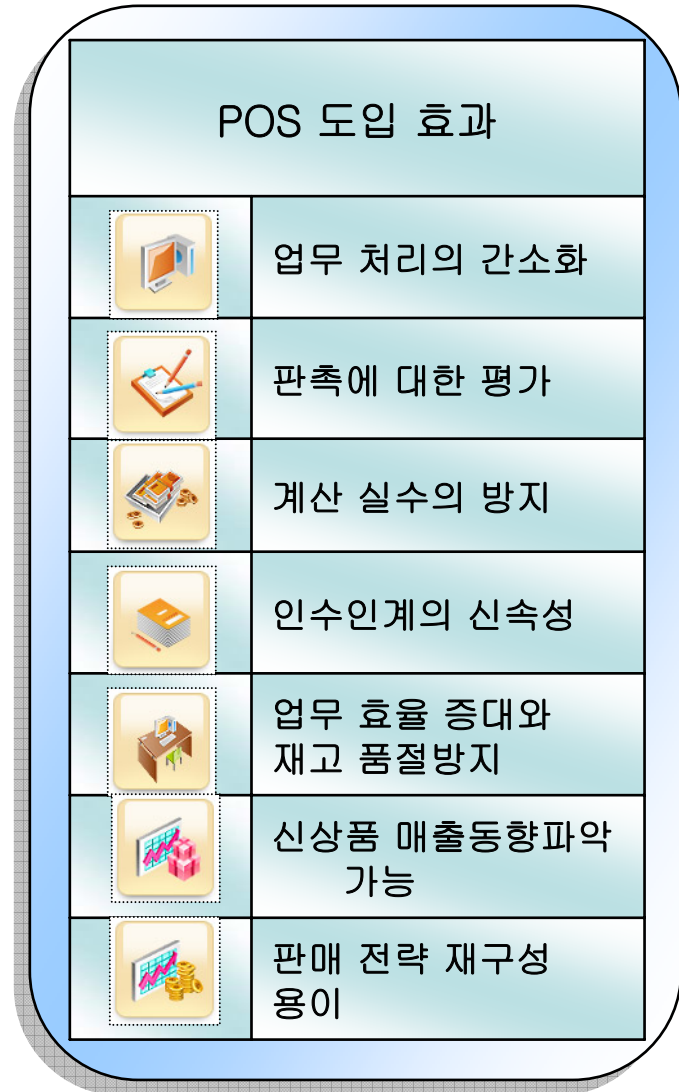 POS 도입 효과
업무 처리의 간소화
판촉에 대한 평가
계산 실수의 방지
인수인계의 신속성
업무 효율 증대와
재고 품절방지
신상품 매출동향파악
가능
판매 전략 재구성
용이